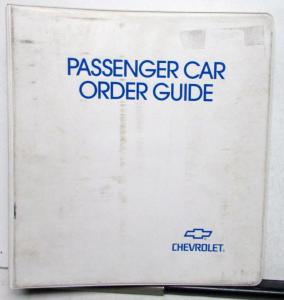 PASSENGER CAR
ORDER GUIDE
CHEVROLET